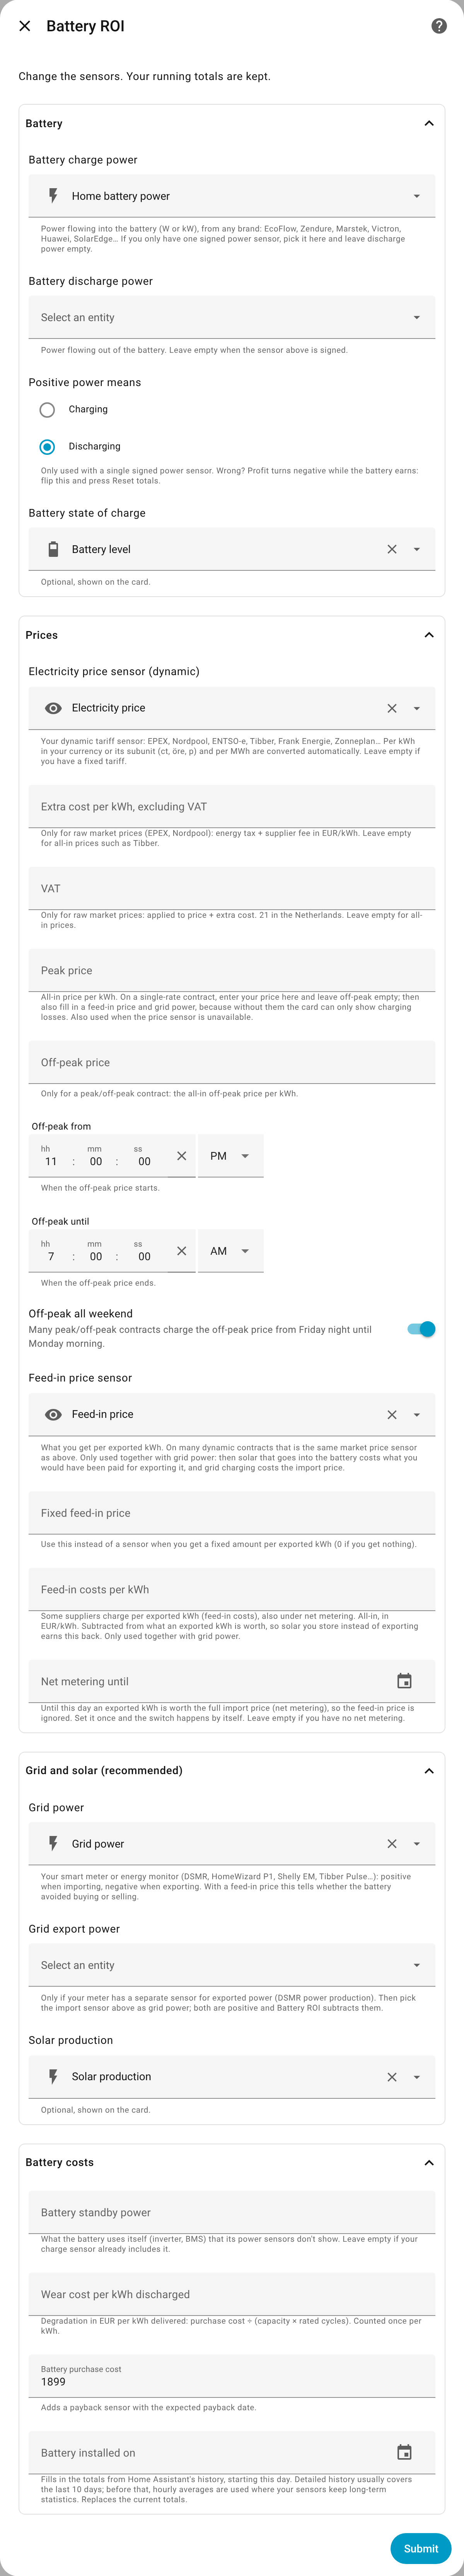 Battery ROI
Change the sensors. Your running totals are kept.
Battery
Battery charge power
Home battery power
Power flowing into the battery (W or kW), from any brand: EcoFlow, Zendure, Marstek, Victron,
Huawei, SolarEdge… If you only have one signed power sensor, pick it here and leave discharge
power empty.
Battery discharge power
Select an entity
Power flowing out of the battery. Leave empty when the sensor above is signed.
Positive power means
Charging
Discharging
Only used with a single signed power sensor. Wrong? Profit turns negative while the battery earns:
flip this and press Reset totals.
Battery state of charge
Battery level
Optional, shown on the card.
Prices
Electricity price sensor (dynamic)
Electricity price
Your dynamic tariff sensor: EPEX, Nordpool, ENTSO-e, Tibber, Frank Energie, Zonneplan… Per kWh
in your currency or its subunit (ct, öre, p) and per MWh are converted automatically. Leave empty if
you have a fixed tariff.
Extra cost per kWh, excluding VAT
Only for raw market prices (EPEX, Nordpool): energy tax + supplier fee in EUR/kWh. Leave empty
for all-in prices such as Tibber.
VAT
Only for raw market prices: applied to price + extra cost. 21 in the Netherlands. Leave empty for all-
in prices.
Peak price
All-in price per kWh. On a single-rate contract, enter your price here and leave off-peak empty; then
also fill in a feed-in price and grid power, because without them the card can only show charging
losses. Also used when the price sensor is unavailable.
Off-peak price
Only for a peak/off-peak contract: the all-in off-peak price per kWh.
Off-peak from
hh mm ss
11 : 00 : 00 PM
When the off-peak price starts.
Off-peak until
hh mm ss
7 : 00 : 00 AM
When the off-peak price ends.
Off-peak all weekend
Many peak/off-peak contracts charge the off-peak price from Friday night until
Monday morning.
Feed-in price sensor
Feed-in price
What you get per exported kWh. On many dynamic contracts that is the same market price sensor
as above. Only used together with grid power: then solar that goes into the battery costs what you
would have been paid for exporting it, and grid charging costs the import price.
Fixed feed-in price
Use this instead of a sensor when you get a fixed amount per exported kWh (0 if you get nothing).
Feed-in costs per kWh
Some suppliers charge per exported kWh (feed-in costs), also under net metering. All-in, in
EUR/kWh. Subtracted from what an exported kWh is worth, so solar you store instead of exporting
earns this back. Only used together with grid power.
Net metering until
Until this day an exported kWh is worth the full import price (net metering), so the feed-in price is
ignored. Set it once and the switch happens by itself. Leave empty if you have no net metering.
Grid and solar (recommended)
Grid power
Grid power
Your smart meter or energy monitor (DSMR, HomeWizard P1, Shelly EM, Tibber Pulse…): positive
when importing, negative when exporting. With a feed-in price this tells whether the battery
avoided buying or selling.
Grid export power
Select an entity
Only if your meter has a separate sensor for exported power (DSMR power production). Then pick
the import sensor above as grid power; both are positive and Battery ROI subtracts them.
Solar production
Solar production
Optional, shown on the card.
Battery costs
Battery standby power
What the battery uses itself (inverter, BMS) that its power sensors don't show. Leave empty if your
charge sensor already includes it.
Wear cost per kWh discharged
Degradation in EUR per kWh delivered: purchase cost ÷ (capacity × rated cycles). Counted once per
kWh.
Battery purchase cost
1899
Adds a payback sensor with the expected payback date.
Battery installed on
Fills in the totals from Home Assistant's history, starting this day. Detailed history usually covers
the last 10 days; before that, hourly averages are used where your sensors keep long-term
statistics. Replaces the current totals.
Submit